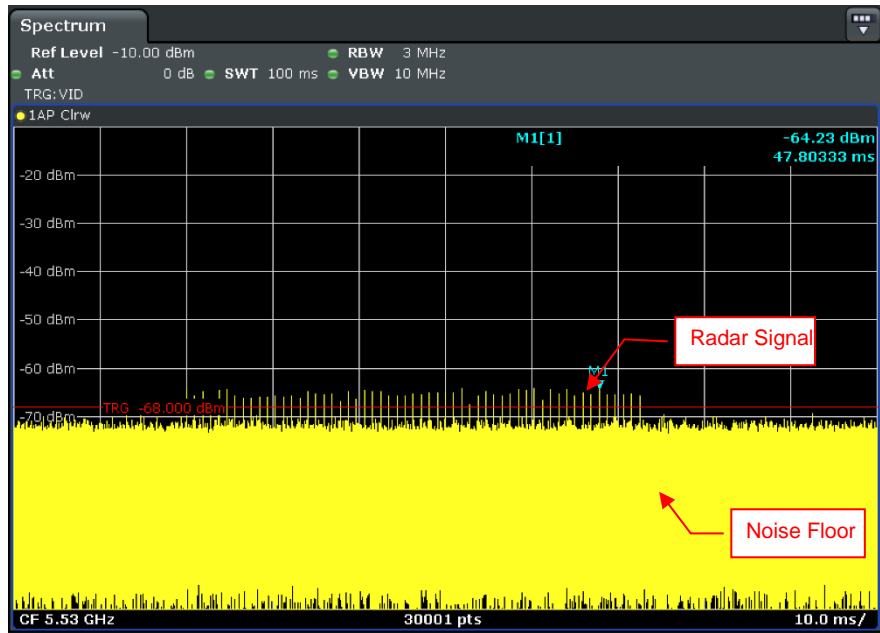 Spectrum
Ref Level -10.00 dBm RBW 3 MHz
Att 0 dB SWT 100 ms VBW 10 MHz
TRG:VID
1AP Clrw
M1[1] -64.23 dBm
47.80333 ms
-20 dBm
-30 dBm
-40 dBm
-50 dBm
Radar Signal
-60 dBm
M1
TRG -68.000 dBm
-70 dBm
Noise Floor
CF 5.53 GHz 30001 pts 10.0 ms/